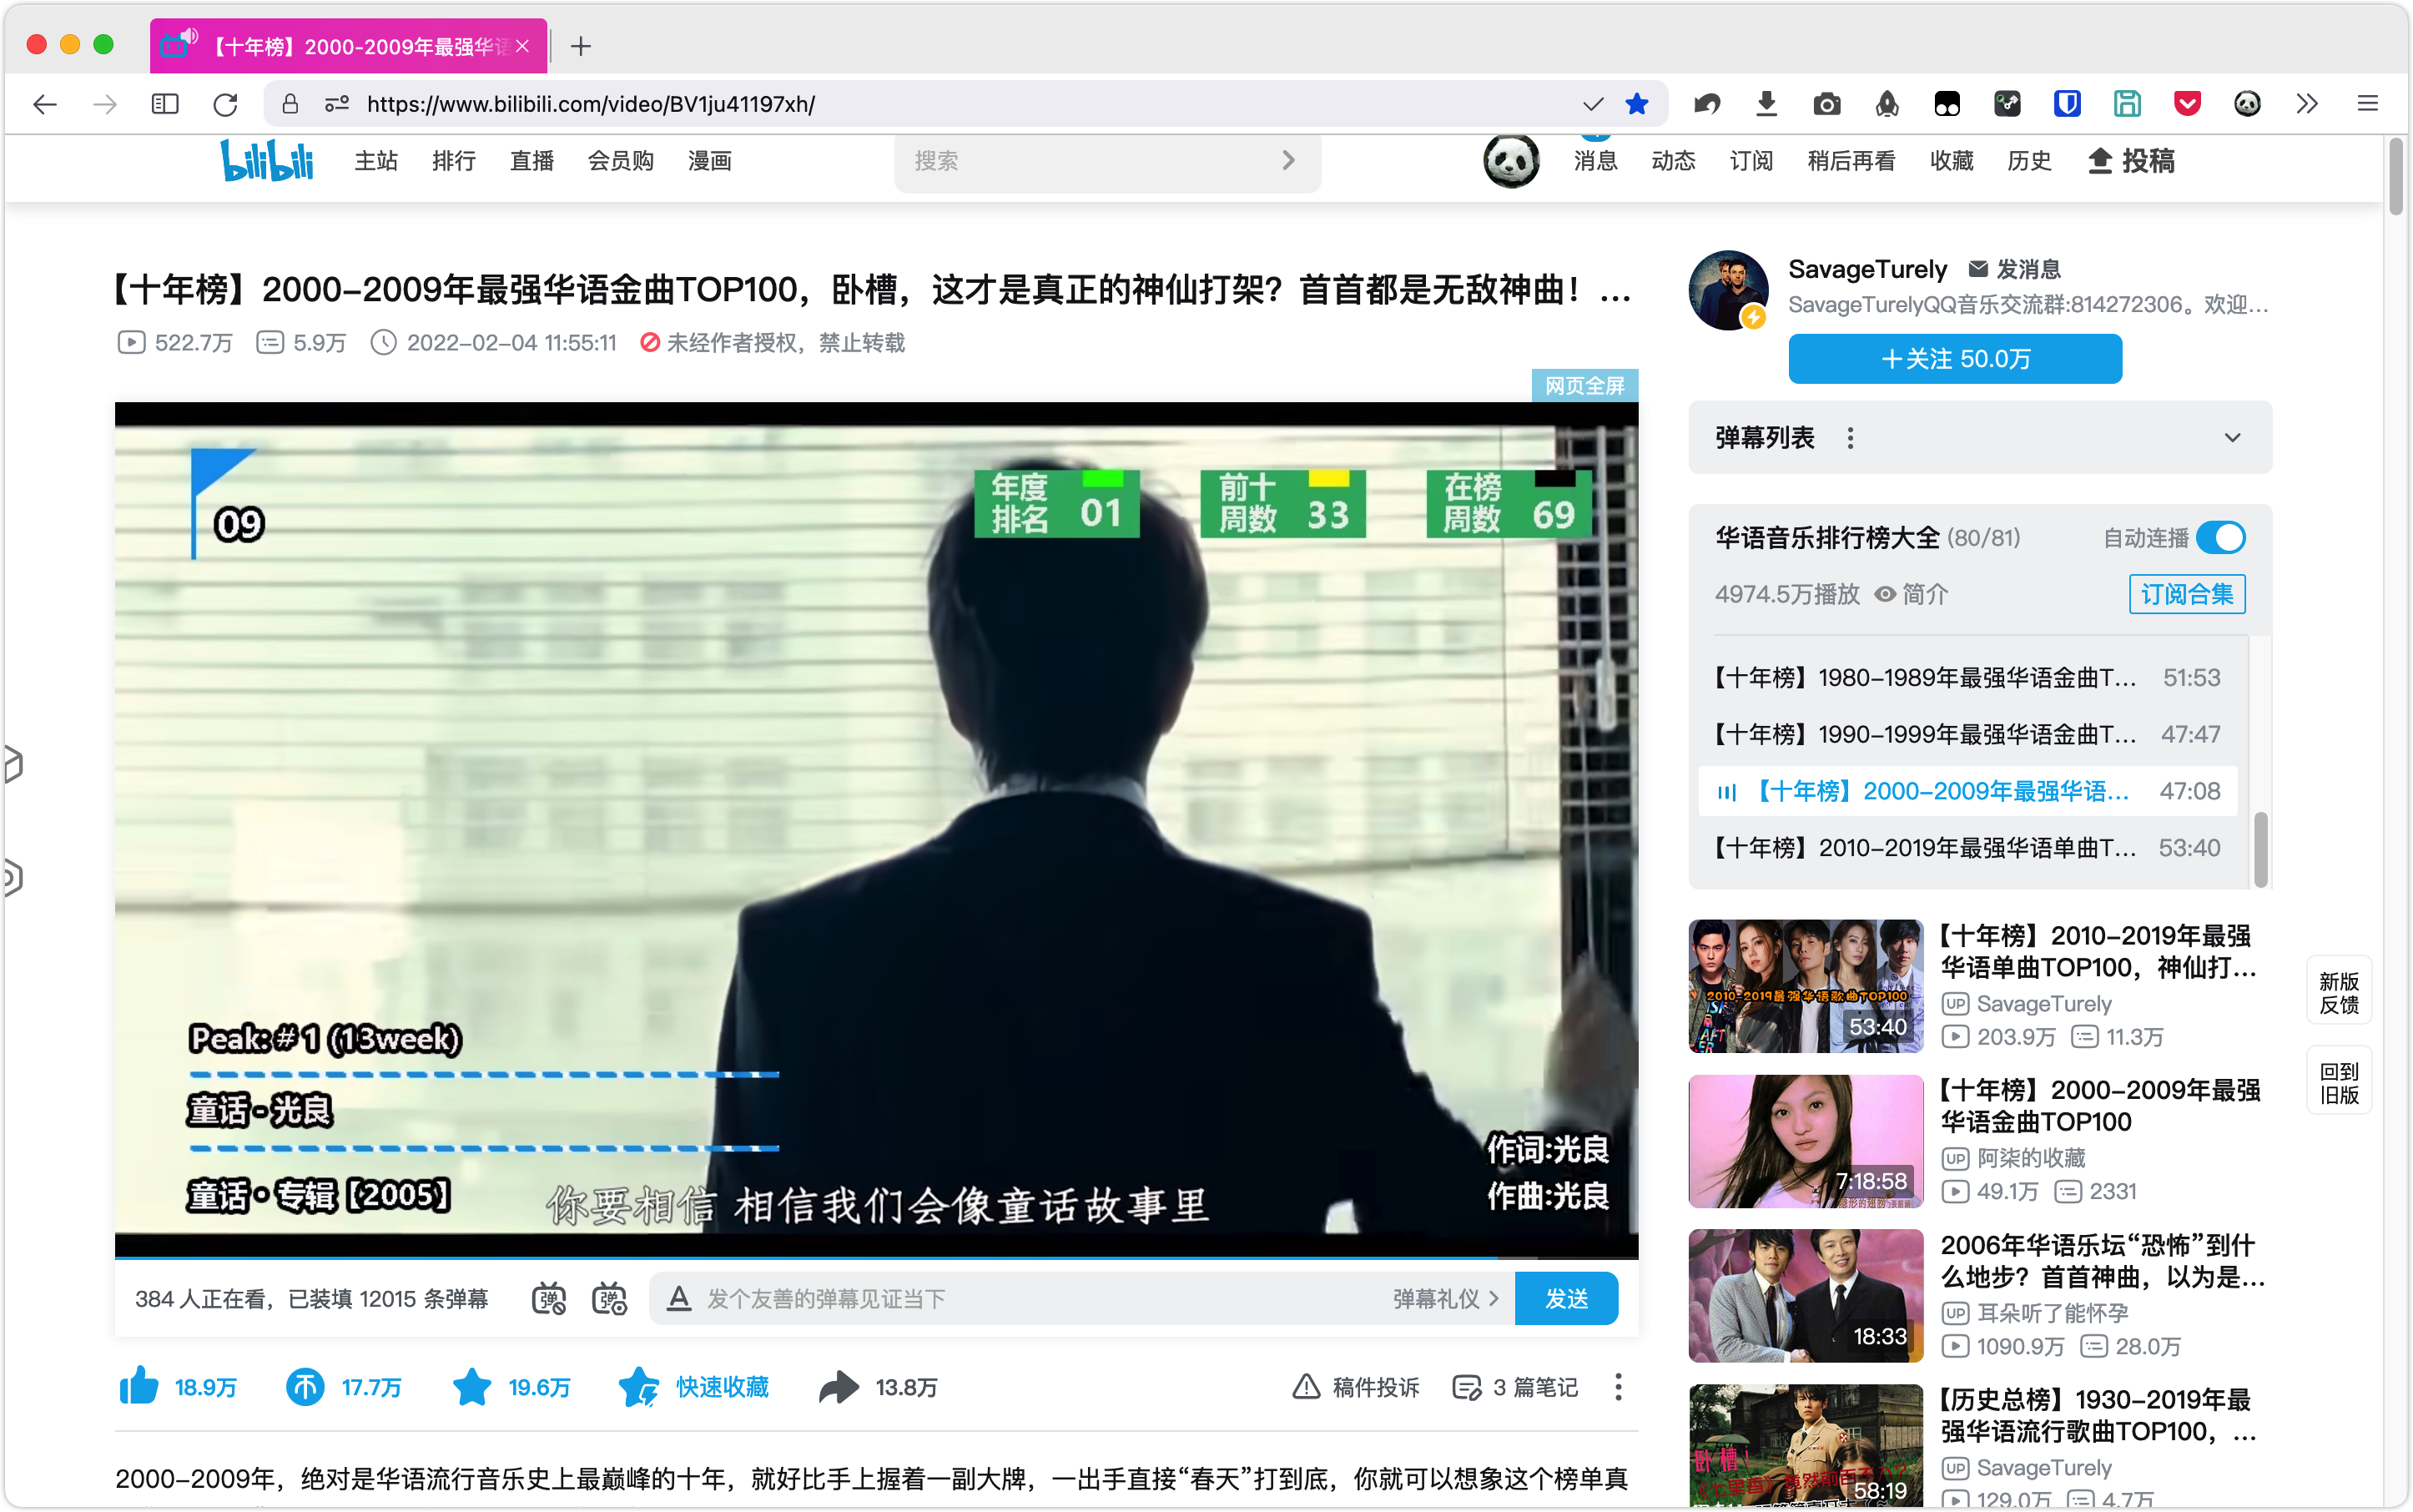 【十年榜】2000-2009年最强华语
https://www.bilibili.com/video/BV1ju41197xh/
bilibili
主站
排行
直播
会员购
漫画
搜索
消息
动态
订阅
稍后再看
收藏
历史
投稿
【十年榜】2000-2009年最强华语金曲TOP100，卧槽，这才是真正的神仙打架？首首都是无敌神曲！...
522.7万 5.9万 2022-02-04 11:55:11 未经作者授权，禁止转载
网页全屏
09
年度排名 01
前十周数 33
在榜周数 69
Peak:#1 (13week)
童话-光良
童话·专辑【2005】
你要相信 相信我们会像童话故事里
作词:光良
作曲:光良
384 人正在看，已装填 12015 条弹幕
弹
弹
A 发个友善的弹幕见证当下
弹幕礼仪
发送
18.9万
17.7万
19.6万
快速收藏
13.8万
稿件投诉
3 篇笔记
2000-2009年，绝对是华语流行音乐史上最巅峰的十年，就好比手上握着一副大牌，一出手直接“春天”打到底，你就可以想象这个榜单真
SavageTurely 发消息
SavageTurelyQQ音乐交流群:814272306。欢迎...
+关注 50.0万
弹幕列表
华语音乐排行榜大全 (80/81) 自动连播
4974.5万播放 简介 订阅合集
【十年榜】1980-1989年最强华语金曲T... 51:53
【十年榜】1990-1999年最强华语金曲T... 47:47
【十年榜】2000-2009年最强华语... 47:08
【十年榜】2010-2019年最强华语单曲T... 53:40
2010-2019最强华语歌曲TOP100
53:40
【十年榜】2010-2019年最强
华语单曲TOP100，神仙打...
UP SavageTurely
203.9万 11.3万
7:18:58
【十年榜】2000-2009年最强
华语金曲TOP100
UP 阿柒的收藏
49.1万 2331
18:33
2006年华语乐坛“恐怖”到什
么地步？首首神曲，以为是...
UP 耳朵听了能怀孕
1090.9万 28.0万
卧槽！
58:19
【历史总榜】1930-2019年最
强华语流行歌曲TOP100，...
UP SavageTurely
129.0万 4.7万
新版
反馈
回到
旧版